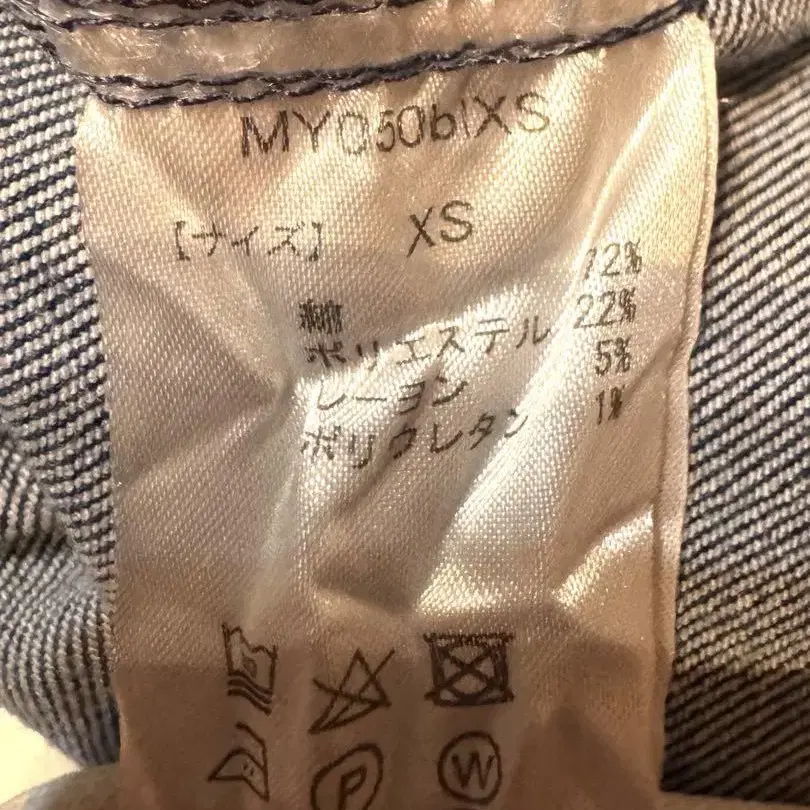 MY050blXS
【サイズ】 XS
綿 72%
ポリエステル 22%
レーヨン 5%
ポリウレタン 1%
P W